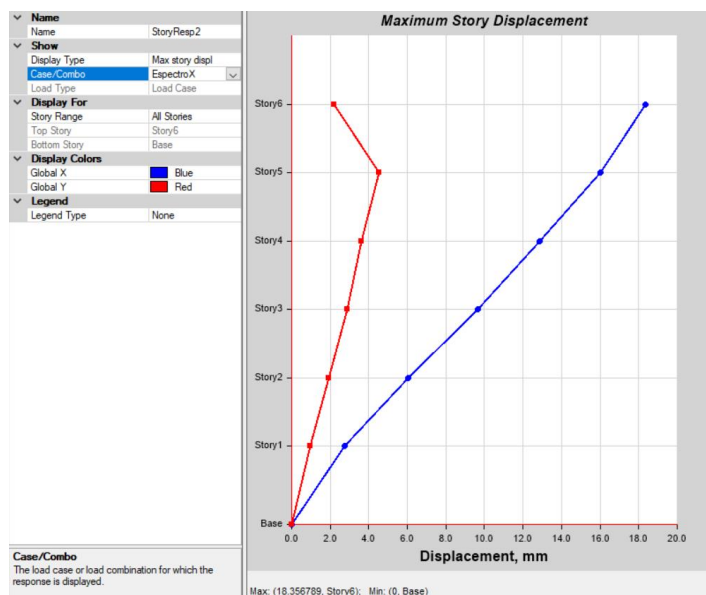 Name
Name StoryResp2
Show
Display Type Max story displ
Case/Combo EspectroX
Load Type Load Case
Display For
Story Range All Stories
Top Story Story6
Bottom Story Base
Display Colors
Global X Blue
Global Y Red
Legend
Legend Type None
Case/Combo
The load case or load combination for which the
response is displayed.
Maximum Story Displacement
Story6
Story5
Story4
Story3
Story2
Story1
Base
0.0 2.0 4.0 6.0 8.0 10.0 12.0 14.0 16.0 18.0 20.0
Displacement, mm
Max: (18.356789, Story6); Min: (0, Base)